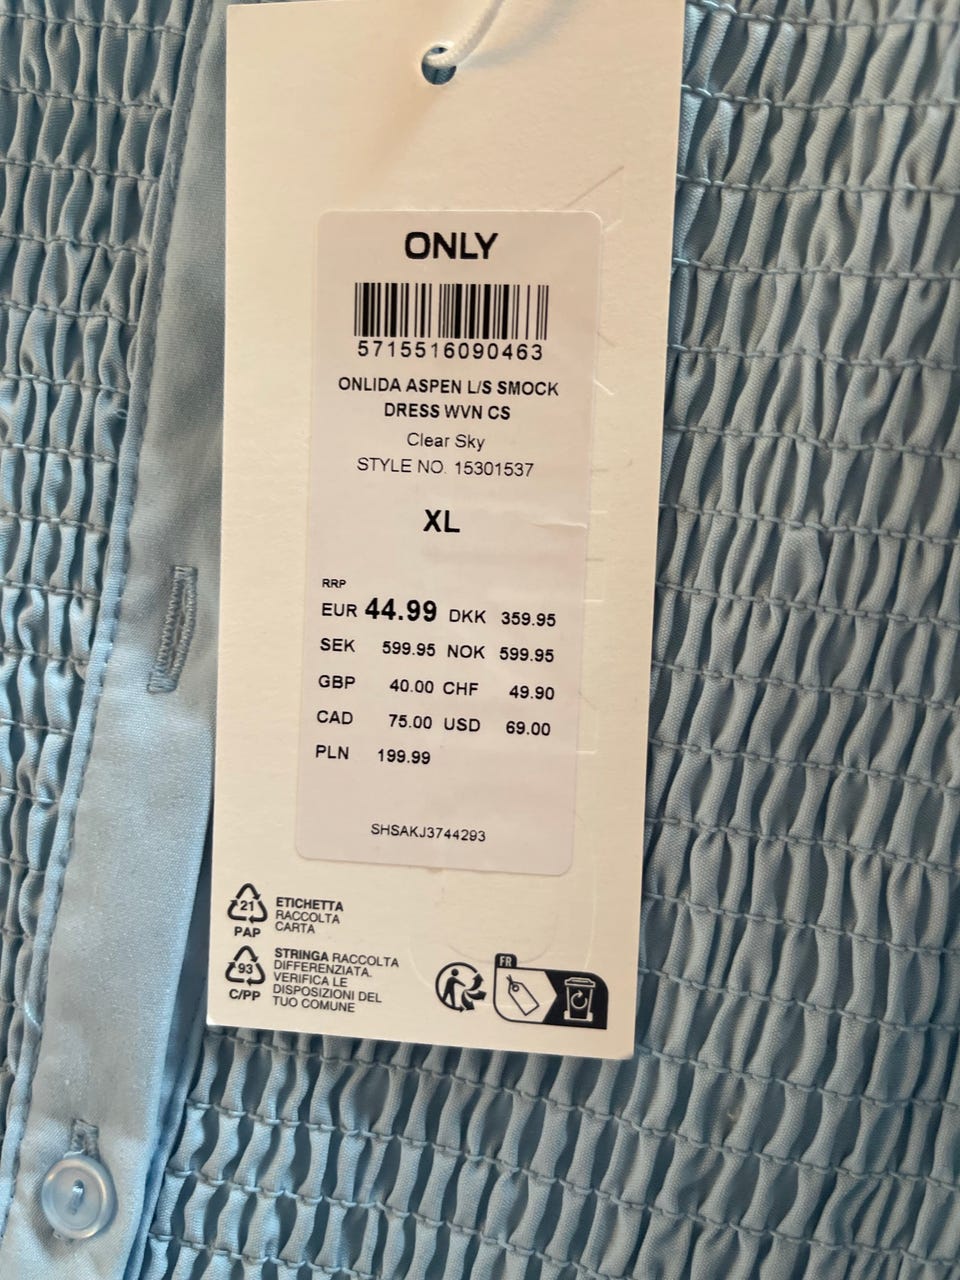 ONLY
5715516090463
ONLIDA ASPEN L/S SMOCK
DRESS WVN CS
Clear Sky
STYLE NO. 15301537
XL
RRP
EUR 44.99 DKK 359.95
SEK 599.95 NOK 599.95
GBP 40.00 CHF 49.90
CAD 75.00 USD 69.00
PLN 199.99
SHSAKJ3744293
21
PAP
ETICHETTA
RACCOLTA
CARTA
93
C/PP
STRINGA RACCOLTA
DIFFERENZIATA.
VERIFICA LE
DISPOSIZIONI DEL
TUO COMUNE
FR